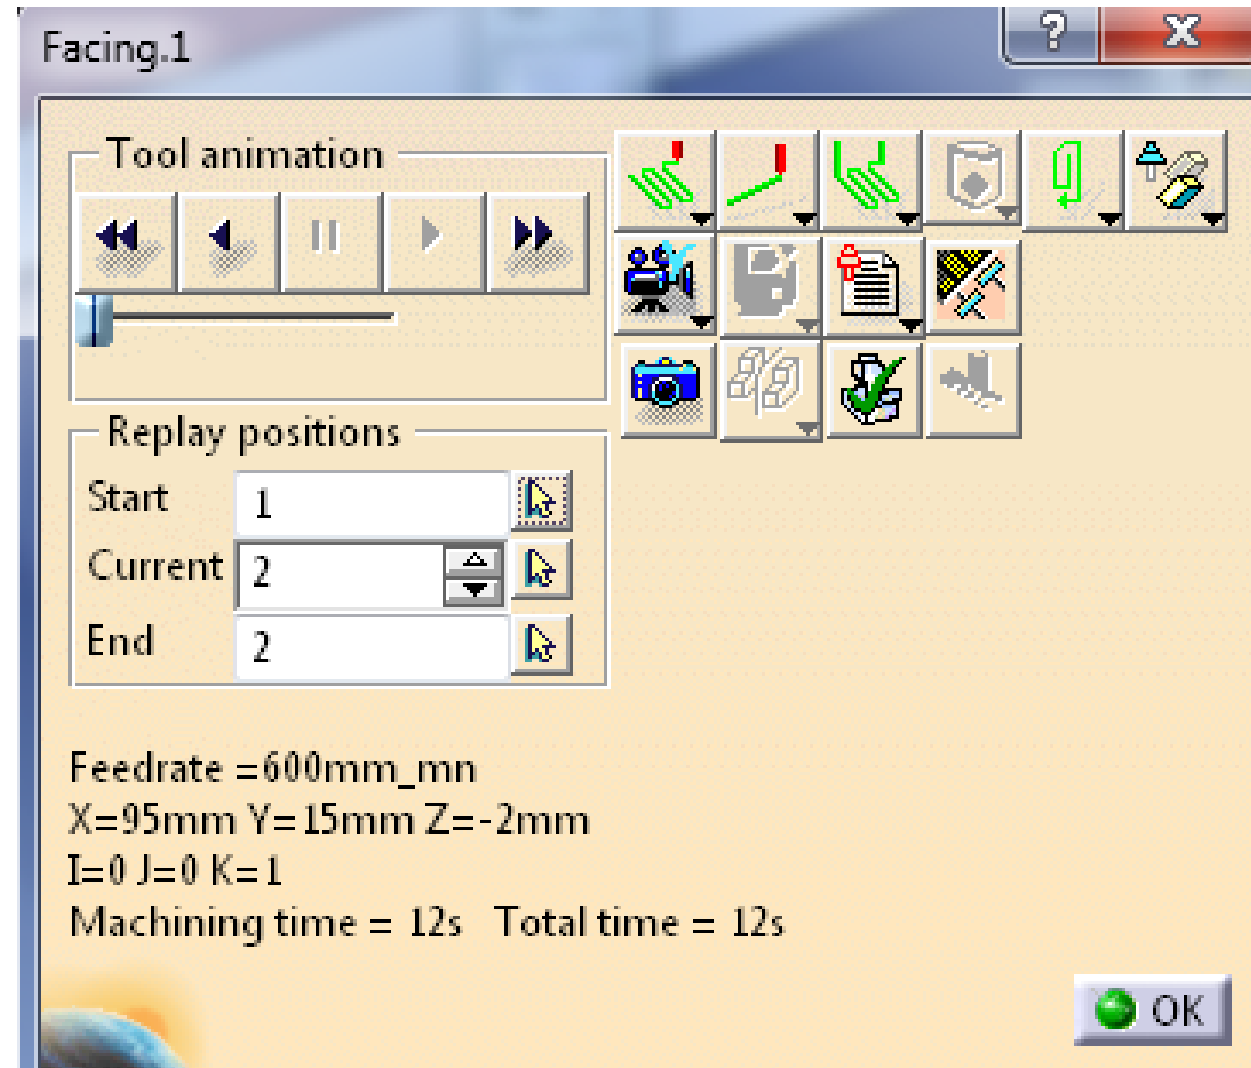 Facing.1
?
X
Tool animation
Replay positions
Start 1
Current 2
End 2
Feedrate =600mm_mn
X=95mm Y=15mm Z=-2mm
I=0 J=0 K=1
Machining time = 12s Total time = 12s
OK